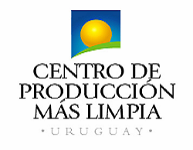 CENTRO DE
PRODUCCIÓN
MÁS LIMPIA
• URUGUAY •